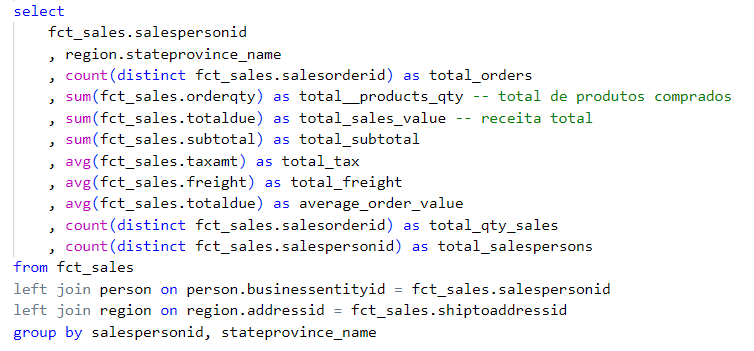 select
fct_sales.salespersonid
, region.stateprovince_name
, count(distinct fct_sales.salesorderid) as total_orders
, sum(fct_sales.orderqty) as total__products_qty -- total de produtos comprados
, sum(fct_sales.totaldue) as total_sales_value -- receita total
, sum(fct_sales.subtotal) as total_subtotal
, avg(fct_sales.taxamt) as total_tax
, avg(fct_sales.freight) as total_freight
, avg(fct_sales.totaldue) as average_order_value
, count(distinct fct_sales.salesorderid) as total_qty_sales
, count(distinct fct_sales.salespersonid) as total_salespersons
from fct_sales
left join person on person.businessentityid = fct_sales.salespersonid
left join region on region.addressid = fct_sales.shiptoaddressid
group by salespersonid, stateprovince_name